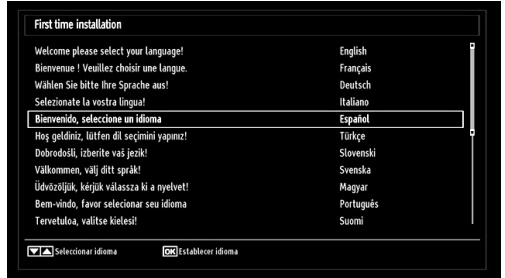 First time installation
Welcome please select your language! English
Bienvenue ! Veuillez choisir une langue. Français
Wählen Sie bitte Ihre Sprache aus! Deutsch
Selezionate la vostra lingua! Italiano
Bienvenido, seleccione un idioma Español
Hoş geldiniz, lütfen dil seçimini yapınız! Türkçe
Dobrodošli, izberite vaš jezik! Slovenski
Välkommen, välj ditt språk! Svenska
Üdvözöljük, kérjük válassza ki a nyelvet! Magyar
Bem-vindo, favor selecionar seu idioma Português
Tervetuloa, valitse kielesi! Suomi
Seleccionar idioma OK Establecer idioma